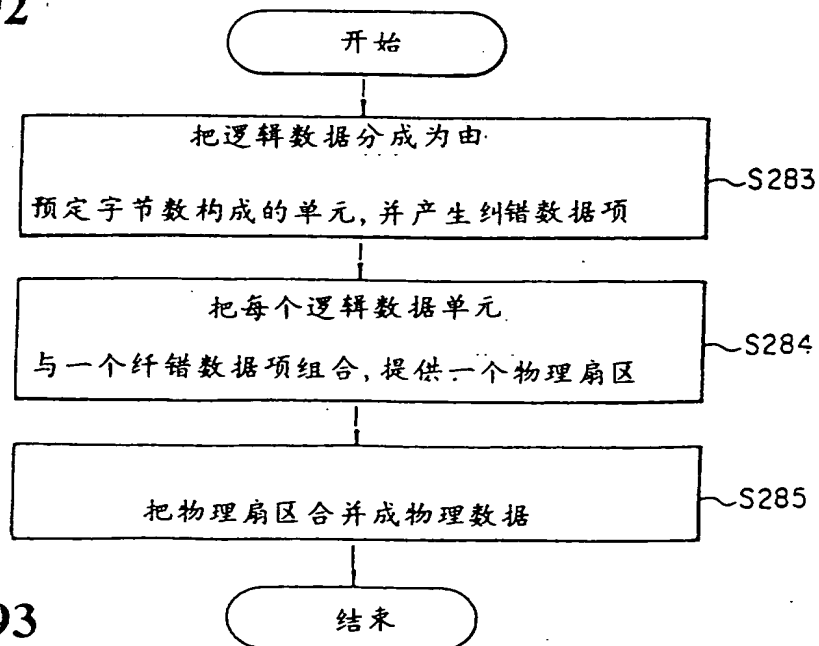 2
开始
把逻辑数据分成为由
预定字节数构成的单元,并产生纠错数据项
S283
把每个逻辑数据单元
与一个纤错数据项组合,提供一个物理扇区
S284
把物理扇区合并成物理数据
S285
结束
93